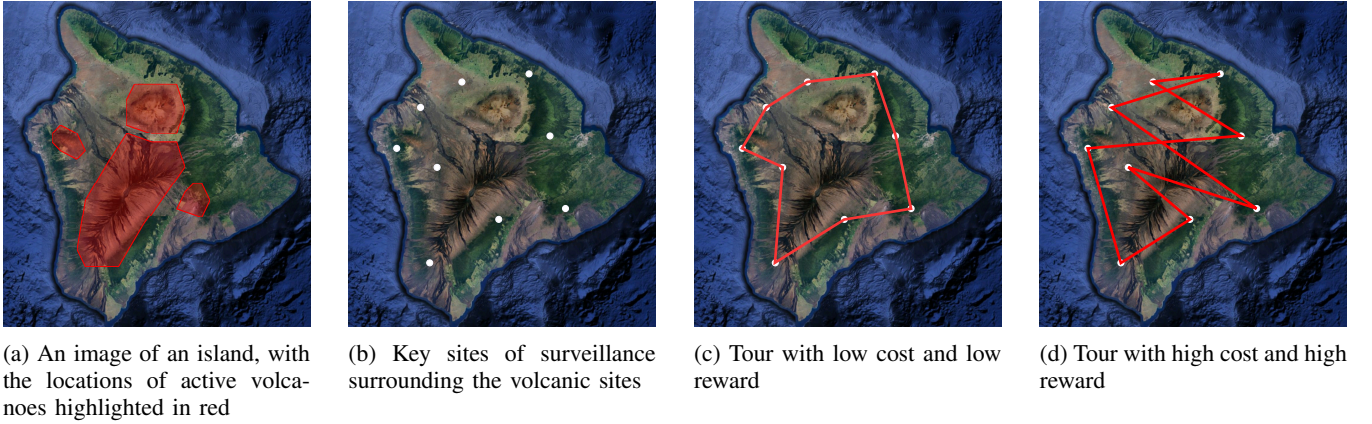 (a) An image of an island, with
the locations of active volca-
noes highlighted in red
(b) Key sites of surveillance
surrounding the volcanic sites
(c) Tour with low cost and low
reward
(d) Tour with high cost and high
reward